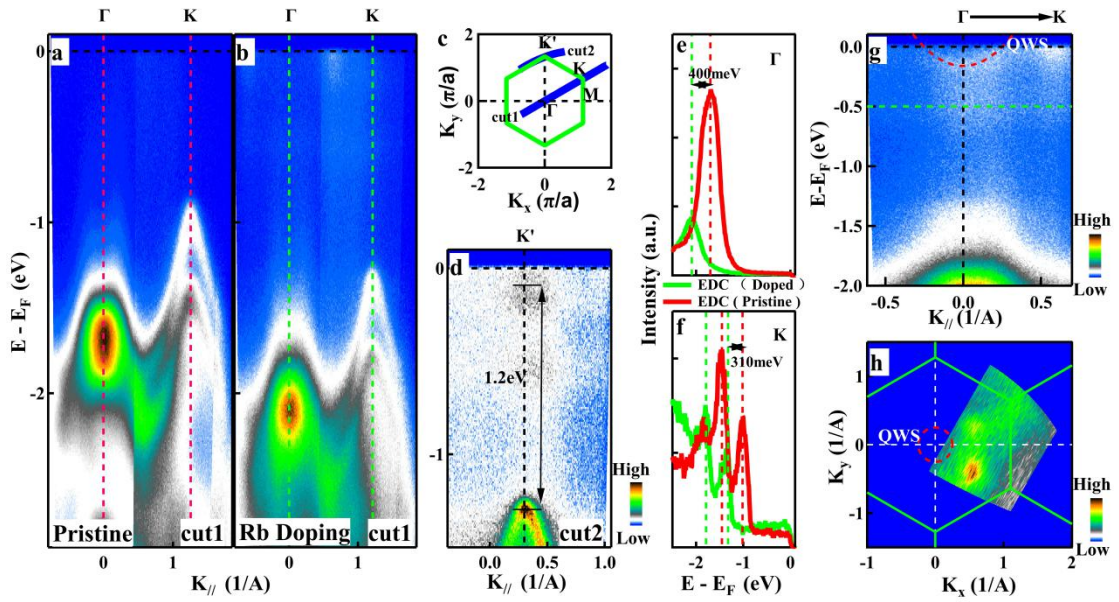 Γ K Γ K
a
0
-1
-2
E - E_F (eV)
Pristine
cut1
0 1
b
Rb Doping
cut1
0 1
K_// (1/A)
c
K'
cut2
K
M
Γ
cut1
2
0
-2
K_y (π/a)
-2 0 2
K_x (π/a)
K'
d
0
-1
1.2eV
cut2
High
Low
0.0 0.5 1.0
K_// (1/A)
e
Γ
400meV
Intensity (a.u.)
EDC ( Doped )
EDC ( Pristine )
f
K
310meV
-2 -1 0
E - E_F (eV)
Γ K
g
QWS
0.0
-0.5
-1.0
-1.5
-2.0
E-E_F (eV)
High
Low
-0.5 0.0 0.5
K_// (1/A)
h
QWS
1
0
-1
K_y (1/A)
High
Low
-1 0 1 2
K_x (1/A)